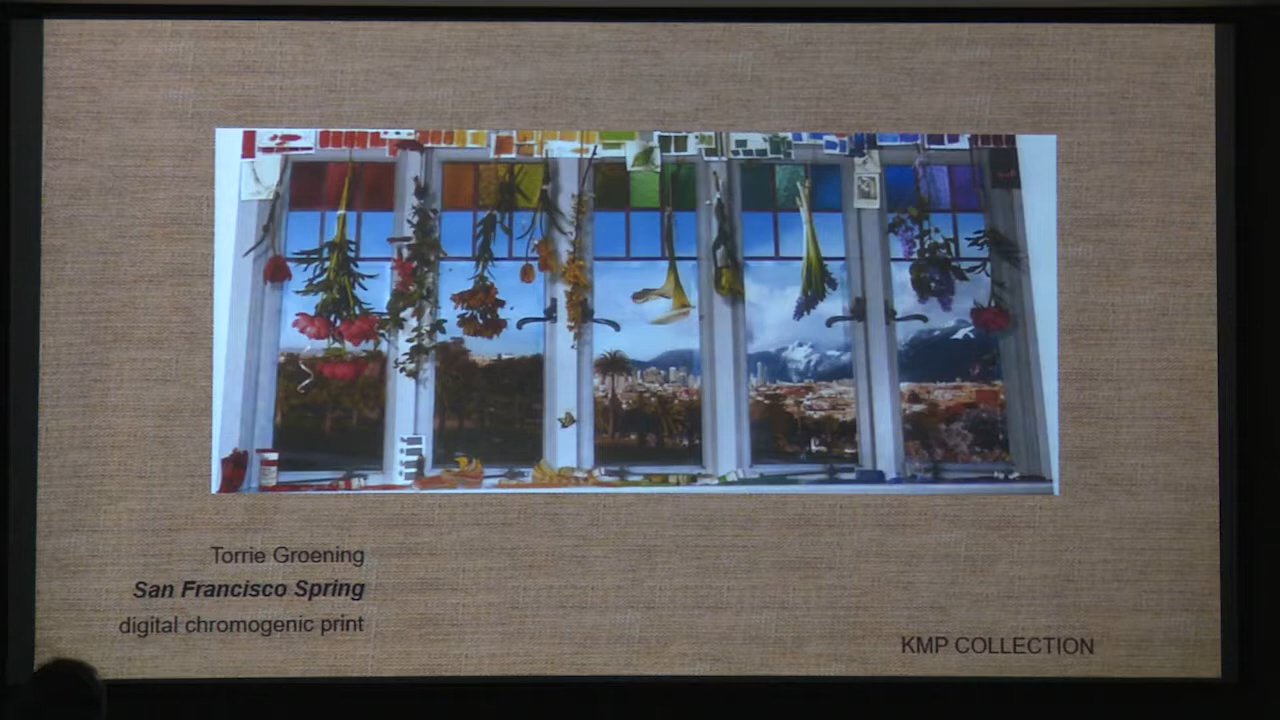 Torrie Groening
San Francisco Spring
digital chromogenic print
KMP COLLECTION